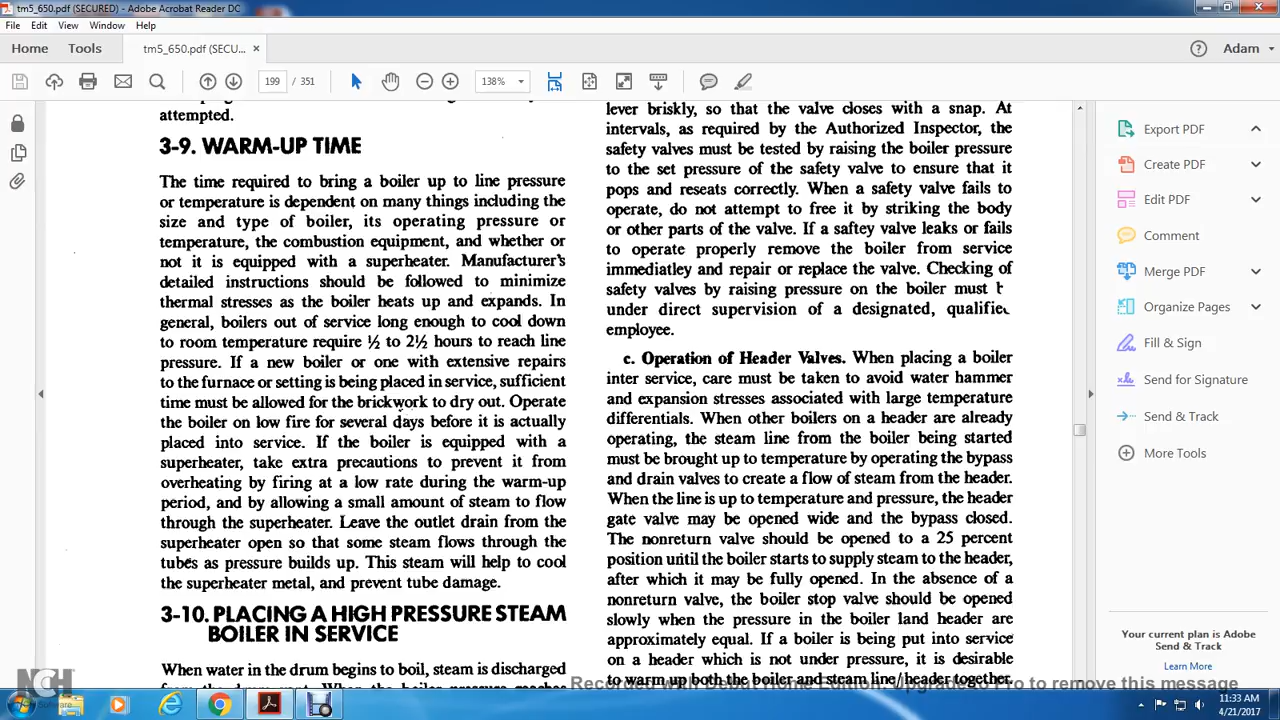 tm5_650.pdf (SECURED) - Adobe Acrobat Reader DC
File Edit View Window Help
Home Tools tm5_650.pdf (SECU... × Adam
199 / 351 138%
attempted.
3-9. WARM-UP TIME
The time required to bring a boiler up to line pressure
or temperature is dependent on many things including the
size and type of boiler, its operating pressure or
temperature, the combustion equipment, and whether or
not it is equipped with a superheater. Manufacturer's
detailed instructions should be followed to minimize
thermal stresses as the boiler heats up and expands. In
general, boilers out of service long enough to cool down
to room temperature require ½ to 2½ hours to reach line
pressure. If a new boiler or one with extensive repairs
to the furnace or setting is being placed in service, sufficient
time must be allowed for the brickwork to dry out. Operate
the boiler on low fire for several days before it is actually
placed into service. If the boiler is equipped with a
superheater, take extra precautions to prevent it from
overheating by firing at a low rate during the warm-up
period, and by allowing a small amount of steam to flow
through the superheater. Leave the outlet drain from the
superheater open so that some steam flows through the
tubes as pressure builds up. This steam will help to cool
the superheater metal, and prevent tube damage.
3-10. PLACING A HIGH PRESSURE STEAM
BOILER IN SERVICE
When water in the drum begins to boil, steam is discharged
lever briskly, so that the valve closes with a snap. At
intervals, as required by the Authorized Inspector, the
safety valves must be tested by raising the boiler pressure
to the set pressure of the safety valve to ensure that it
pops and reseats correctly. When a safety valve fails to
operate, do not attempt to free it by striking the body
or other parts of the valve. If a saftey valve leaks or fails
to operate properly remove the boiler from service
immediatley and repair or replace the valve. Checking of
safety valves by raising pressure on the boiler must
under direct supervision of a designated,
employee.
c. Operation of Header Valves. When placing a boiler
inter service, care must be taken to avoid water hammer
and expansion stresses associated with large temperature
differentials. When other boilers on a header are already
operating, the steam line from the boiler being started
must be brought up to temperature by operating the bypass
and drain valves to create a flow of steam from the header.
When the line is up to temperature and pressure, the header
gate valve may be opened wide and the bypass closed.
The nonreturn valve should be opened to a 25 percent
position until the boiler starts to supply steam to the header,
after which it may be fully opened. In the absence of a
nonreturn valve, the boiler stop valve should be opened
slowly when the pressure in the boiler land header are
approximately equal. If a boiler is being put into service
on a header which is not under pressure, it is desirable
to warm up both the boiler and steam line/header together.
Export PDF
Create PDF
Edit PDF
Comment
Merge PDF
Organize Pages
Fill & Sign
Send for Signature
Send & Track
More Tools
Your current plan is Adobe
Send & Track
Learn More
NCH
Software
Recorded with Debut Home Edition. Upgrade to Pro to remove this message
11:33 AM
4/21/2017